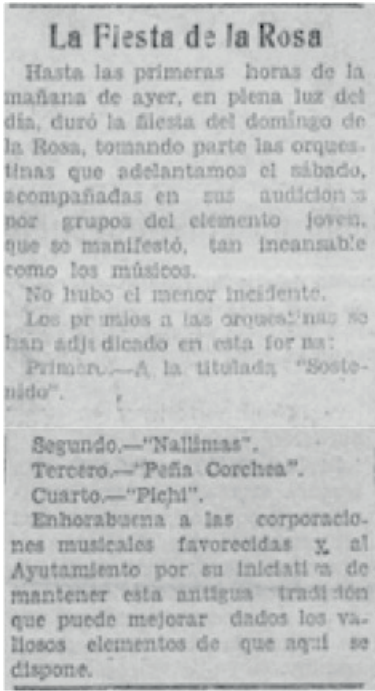 La Fiesta de la Rosa
Hasta las primeras horas de la
mañana de ayer, en plena luz del
día, duró la fiesta del domingo de
la Rosa, tomando parte las orques-
tinas que adelantamos el sábado,
acompañadas en sus audiciones
por grupos del elemento joven,
que se manifestó, tan incansable
como los músicos.
No hubo el menor incidente.
Los premios a las orquestinas se
han adjudicado en esta forma:
Primero.—A la titulada "Soste-
nido".
Segundo.—"Nallimas".
Tercero.—"Peña Corchea".
Cuarto.—"Pichi".
Enhorabuena a las corporacio-
nes musicales favorecidas y al
Ayutamiento por su iniciativa de
mantener esta antigua tradición
que puede mejorar dados los va-
liosos elementos de que aquí se
dispone.